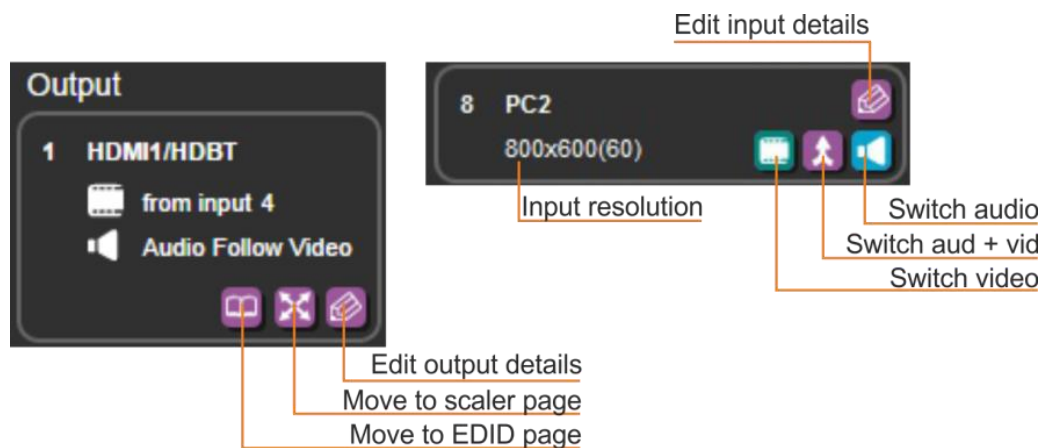 Edit input details
Output
1 HDMI1/HDBT
from input 4
Audio Follow Video
Edit output details
Move to scaler page
Move to EDID page
8 PC2
800x600(60)
Input resolution
Switch audio
Switch aud + vid
Switch video